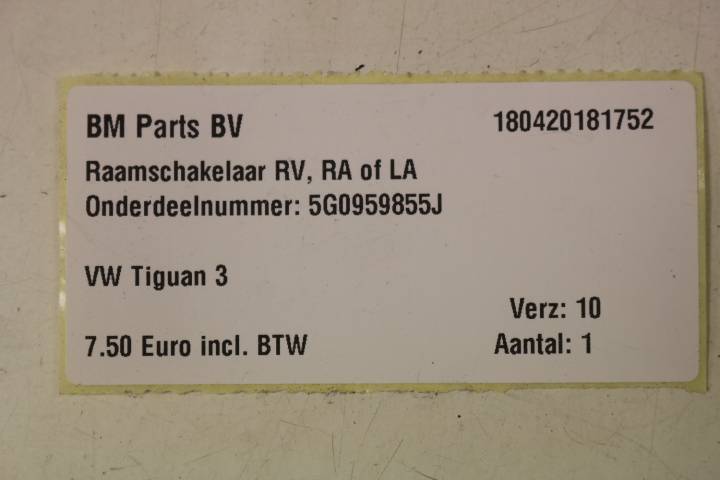 BM Parts BV 180420181752
Raamschakelaar RV, RA of LA
Onderdeelnummer: 5G0959855J
VW Tiguan 3
Verz: 10
7.50 Euro incl. BTW Aantal: 1